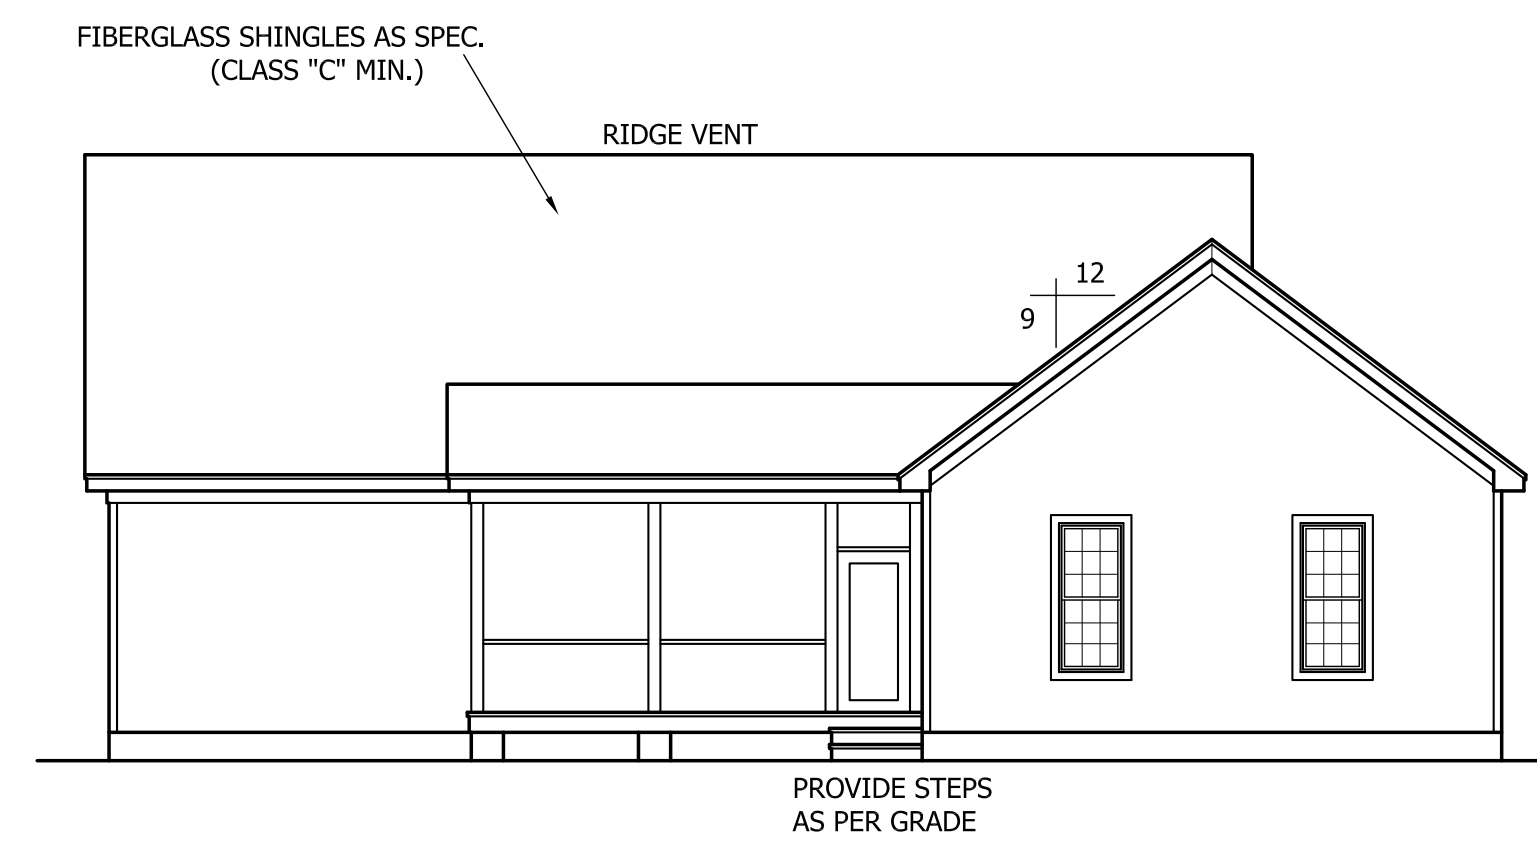 FIBERGLASS SHINGLES AS SPEC.
(CLASS "C" MIN.)
RIDGE VENT
12
9
PROVIDE STEPS
AS PER GRADE